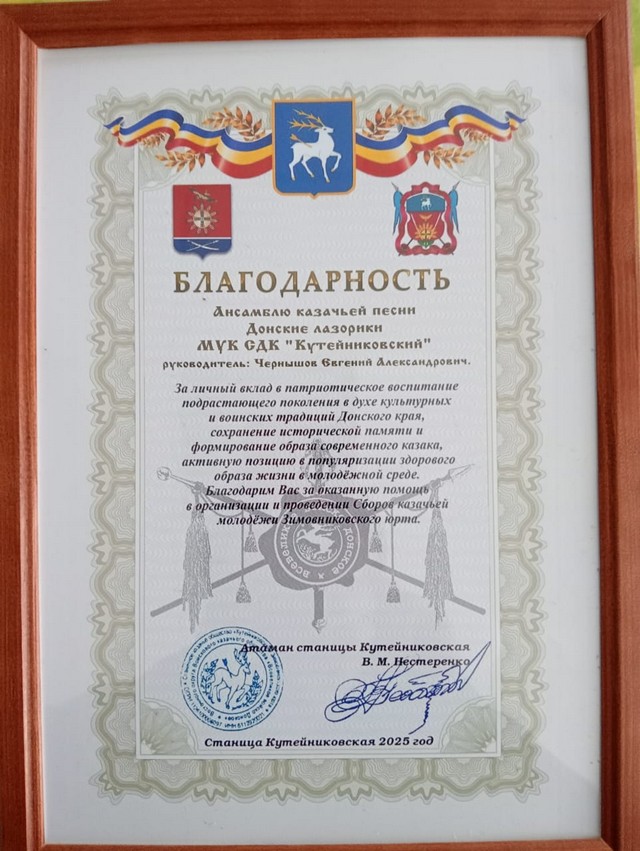 БЛАГОДАРНОСТЬ
Ансамблю казачьей песни
Донские лазорики
МУК СДК "Кутейниковский"
руководитель: Чернышов Евгений Александрович.
За личный вклад в патриотическое воспитание
подрастающего поколения в духе культурных
и воинских традиций Донского края,
сохранение исторической памяти и
формирование образа современного казака,
активную позицию в популяризации здорового
образа жизни в молодёжной среде.
Благодарим Вас за оказанную помощь
в организации и проведении Сборов казачьей
молодёжи Зимовниковского юрта.
Атаман станицы Кутейниковская
В. М. Нестеренко
Станица Кутейниковская 2025 год